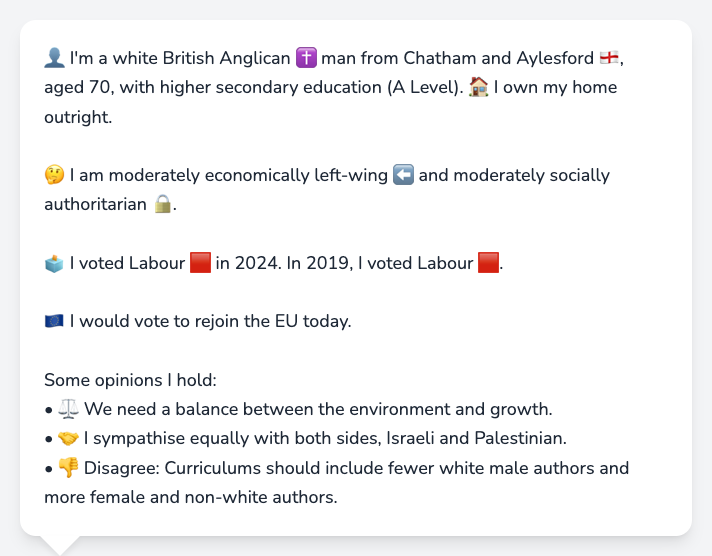 👤 I'm a white British Anglican ✝️ man from Chatham and Aylesford 🏴󠁧󠁢󠁥󠁮󠁧󠁿,
aged 70, with higher secondary education (A Level). 🏠 I own my home
outright.
🤔 I am moderately economically left-wing ⬅️ and moderately socially
authoritarian 🔒.
🗳️ I voted Labour 🟥 in 2024. In 2019, I voted Labour 🟥.
🇪🇺 I would vote to rejoin the EU today.
Some opinions I hold:
• ⚖️ We need a balance between the environment and growth.
• 🤝 I sympathise equally with both sides, Israeli and Palestinian.
• 👎 Disagree: Curriculums should include fewer white male authors and
more female and non-white authors.